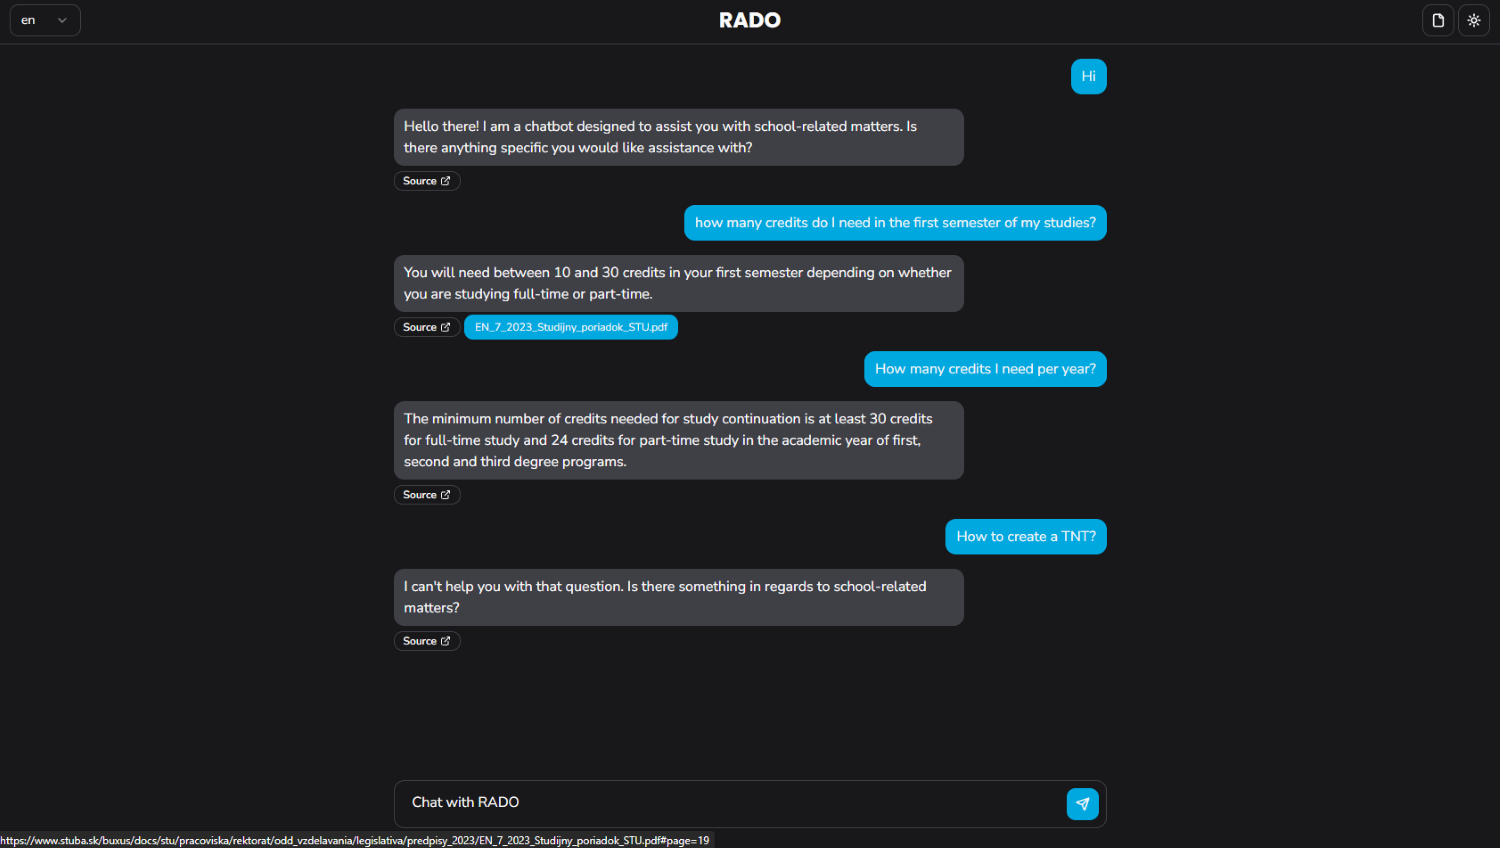 en
RADO
Hi
Hello there! I am a chatbot designed to assist you with school-related matters. Is
there anything specific you would like assistance with?
Source
how many credits do I need in the first semester of my studies?
You will need between 10 and 30 credits in your first semester depending on whether
you are studying full-time or part-time.
Source EN_7_2023_Studijny_poriadok_STU.pdf
How many credits I need per year?
The minimum number of credits needed for study continuation is at least 30 credits
for full-time study and 24 credits for part-time study in the academic year of first,
second and third degree programs.
Source
How to create a TNT?
I can't help you with that question. Is there something in regards to school-related
matters?
Source
Chat with RADO
https://www.stuba.sk/buxus/docs/stu/pracoviska/rektorat/odd_vzdelavania/legislativa/predpisy_2023/EN_7_2023_Studijny_poriadok_STU.pdf#page=19